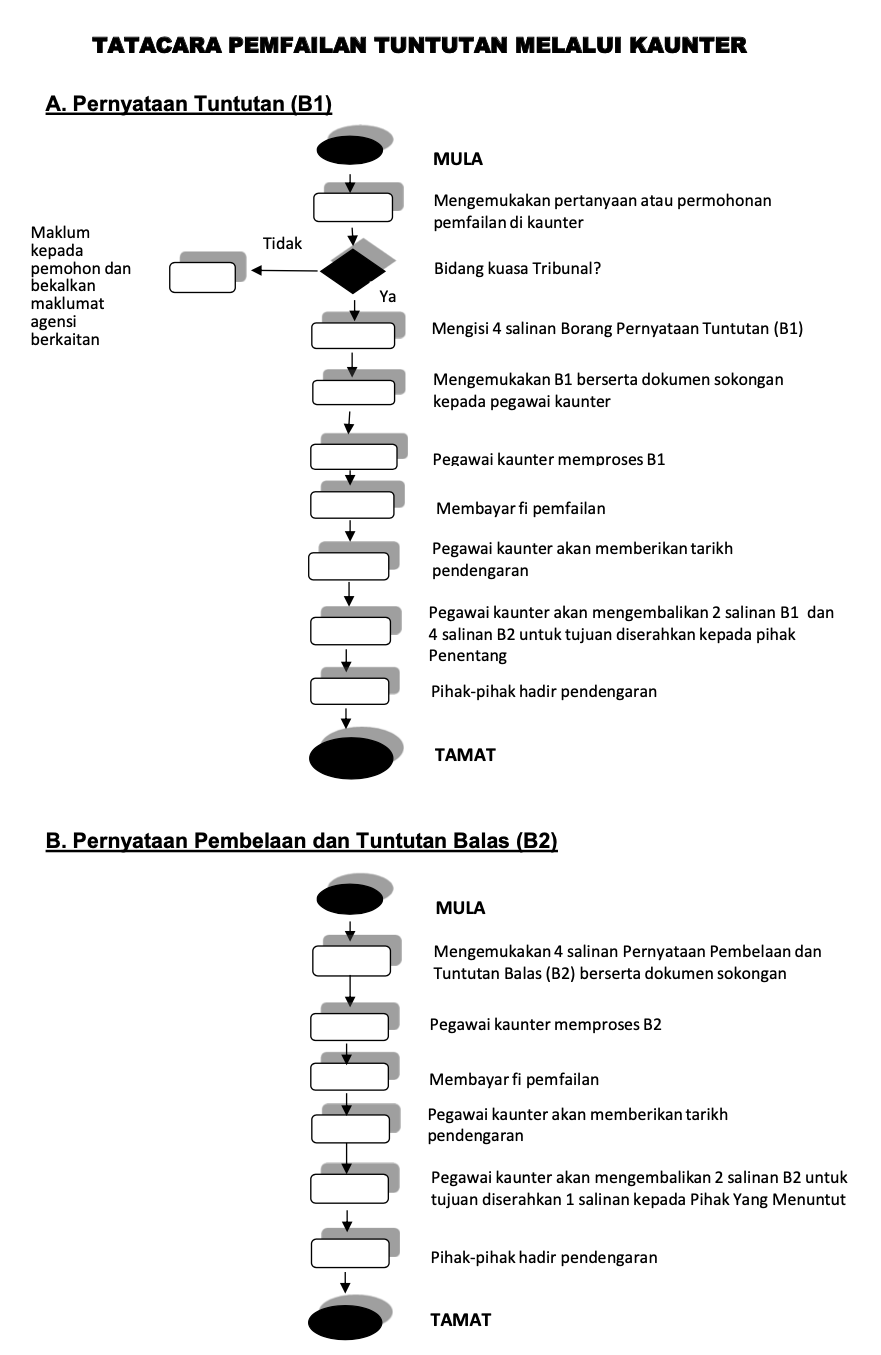 TATACARA PEMFAILAN TUNTUTAN MELALUI KAUNTER
A. Pernyataan Tuntutan (B1)
MULA
Mengemukakan pertanyaan atau permohonan
pemfailan di kaunter
Maklum
kepada
pemohon dan
bekalkan
maklumat
agensi
berkaitan
Tidak
Bidang kuasa Tribunal?
Ya
Mengisi 4 salinan Borang Pernyataan Tuntutan (B1)
Mengemukakan B1 berserta dokumen sokongan
kepada pegawai kaunter
Pegawai kaunter memproses B1
Membayar fi pemfailan
Pegawai kaunter akan memberikan tarikh
pendengaran
Pegawai kaunter akan mengembalikan 2 salinan B1 dan
4 salinan B2 untuk tujuan diserahkan kepada pihak
Penentang
Pihak-pihak hadir pendengaran
TAMAT
B. Pernyataan Pembelaan dan Tuntutan Balas (B2)
MULA
Mengemukakan 4 salinan Pernyataan Pembelaan dan
Tuntutan Balas (B2) berserta dokumen sokongan
Pegawai kaunter memproses B2
Membayar fi pemfailan
Pegawai kaunter akan memberikan tarikh
pendengaran
Pegawai kaunter akan mengembalikan 2 salinan B2 untuk
tujuan diserahkan 1 salinan kepada Pihak Yang Menuntut
Pihak-pihak hadir pendengaran
TAMAT